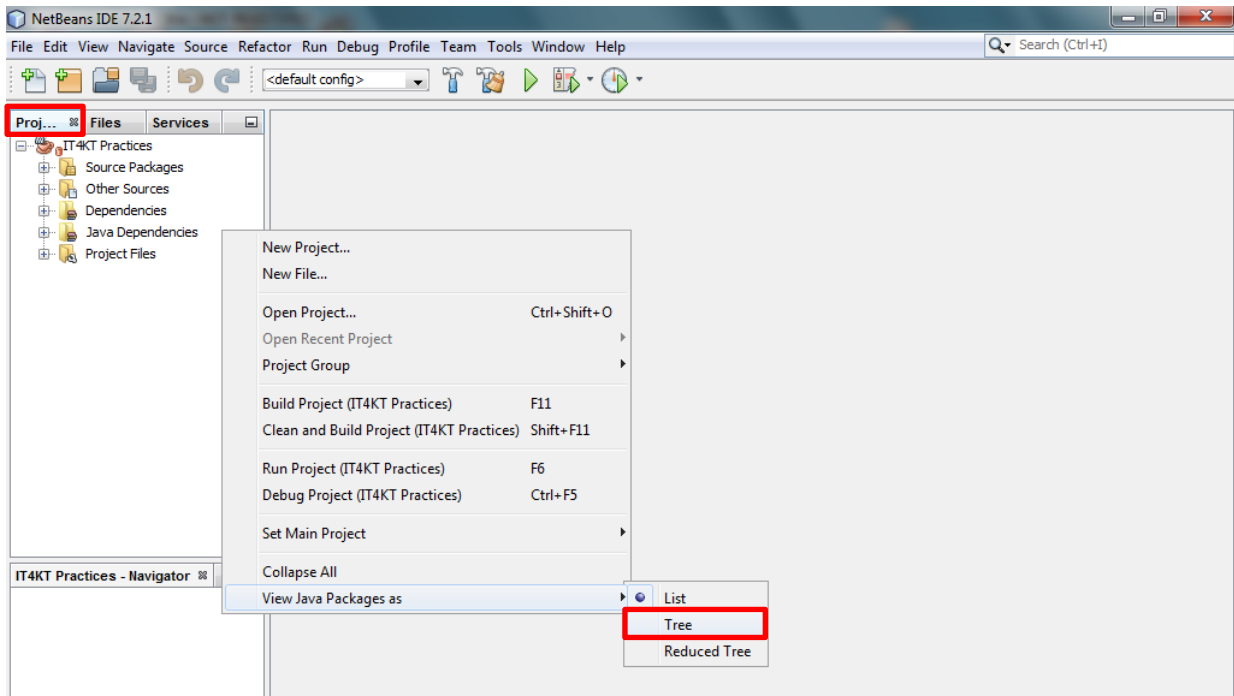 NetBeans IDE 7.2.1
File Edit View Navigate Source Refactor Run Debug Profile Team Tools Window Help
Search (Ctrl+I)
<default config>
Proj... Files Services
IT4KT Practices
Source Packages
Other Sources
Dependencies
Java Dependencies
Project Files
New Project...
New File...
Open Project... Ctrl+Shift+O
Open Recent Project
Project Group
Build Project (IT4KT Practices) F11
Clean and Build Project (IT4KT Practices) Shift+F11
Run Project (IT4KT Practices) F6
Debug Project (IT4KT Practices) Ctrl+F5
Set Main Project
Collapse All
IT4KT Practices - Navigator
View Java Packages as
List
Tree
Reduced Tree